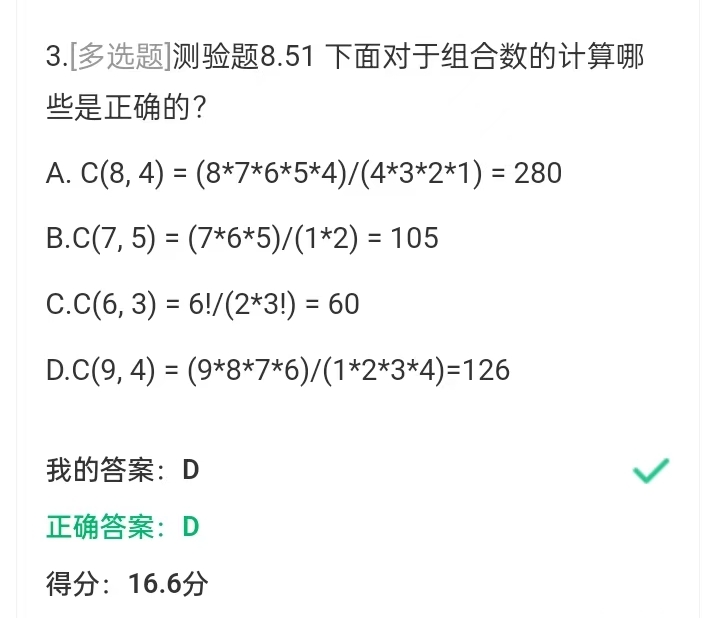 3.[多选题]测验题8.51 下面对于组合数的计算哪
些是正确的？
A. C(8, 4) = (8*7*6*5*4)/(4*3*2*1) = 280
B.C(7, 5) = (7*6*5)/(1*2) = 105
C.C(6, 3) = 6!/(2*3!) = 60
D.C(9, 4) = (9*8*7*6)/(1*2*3*4)=126
我的答案：D
正确答案：D
得分：16.6分